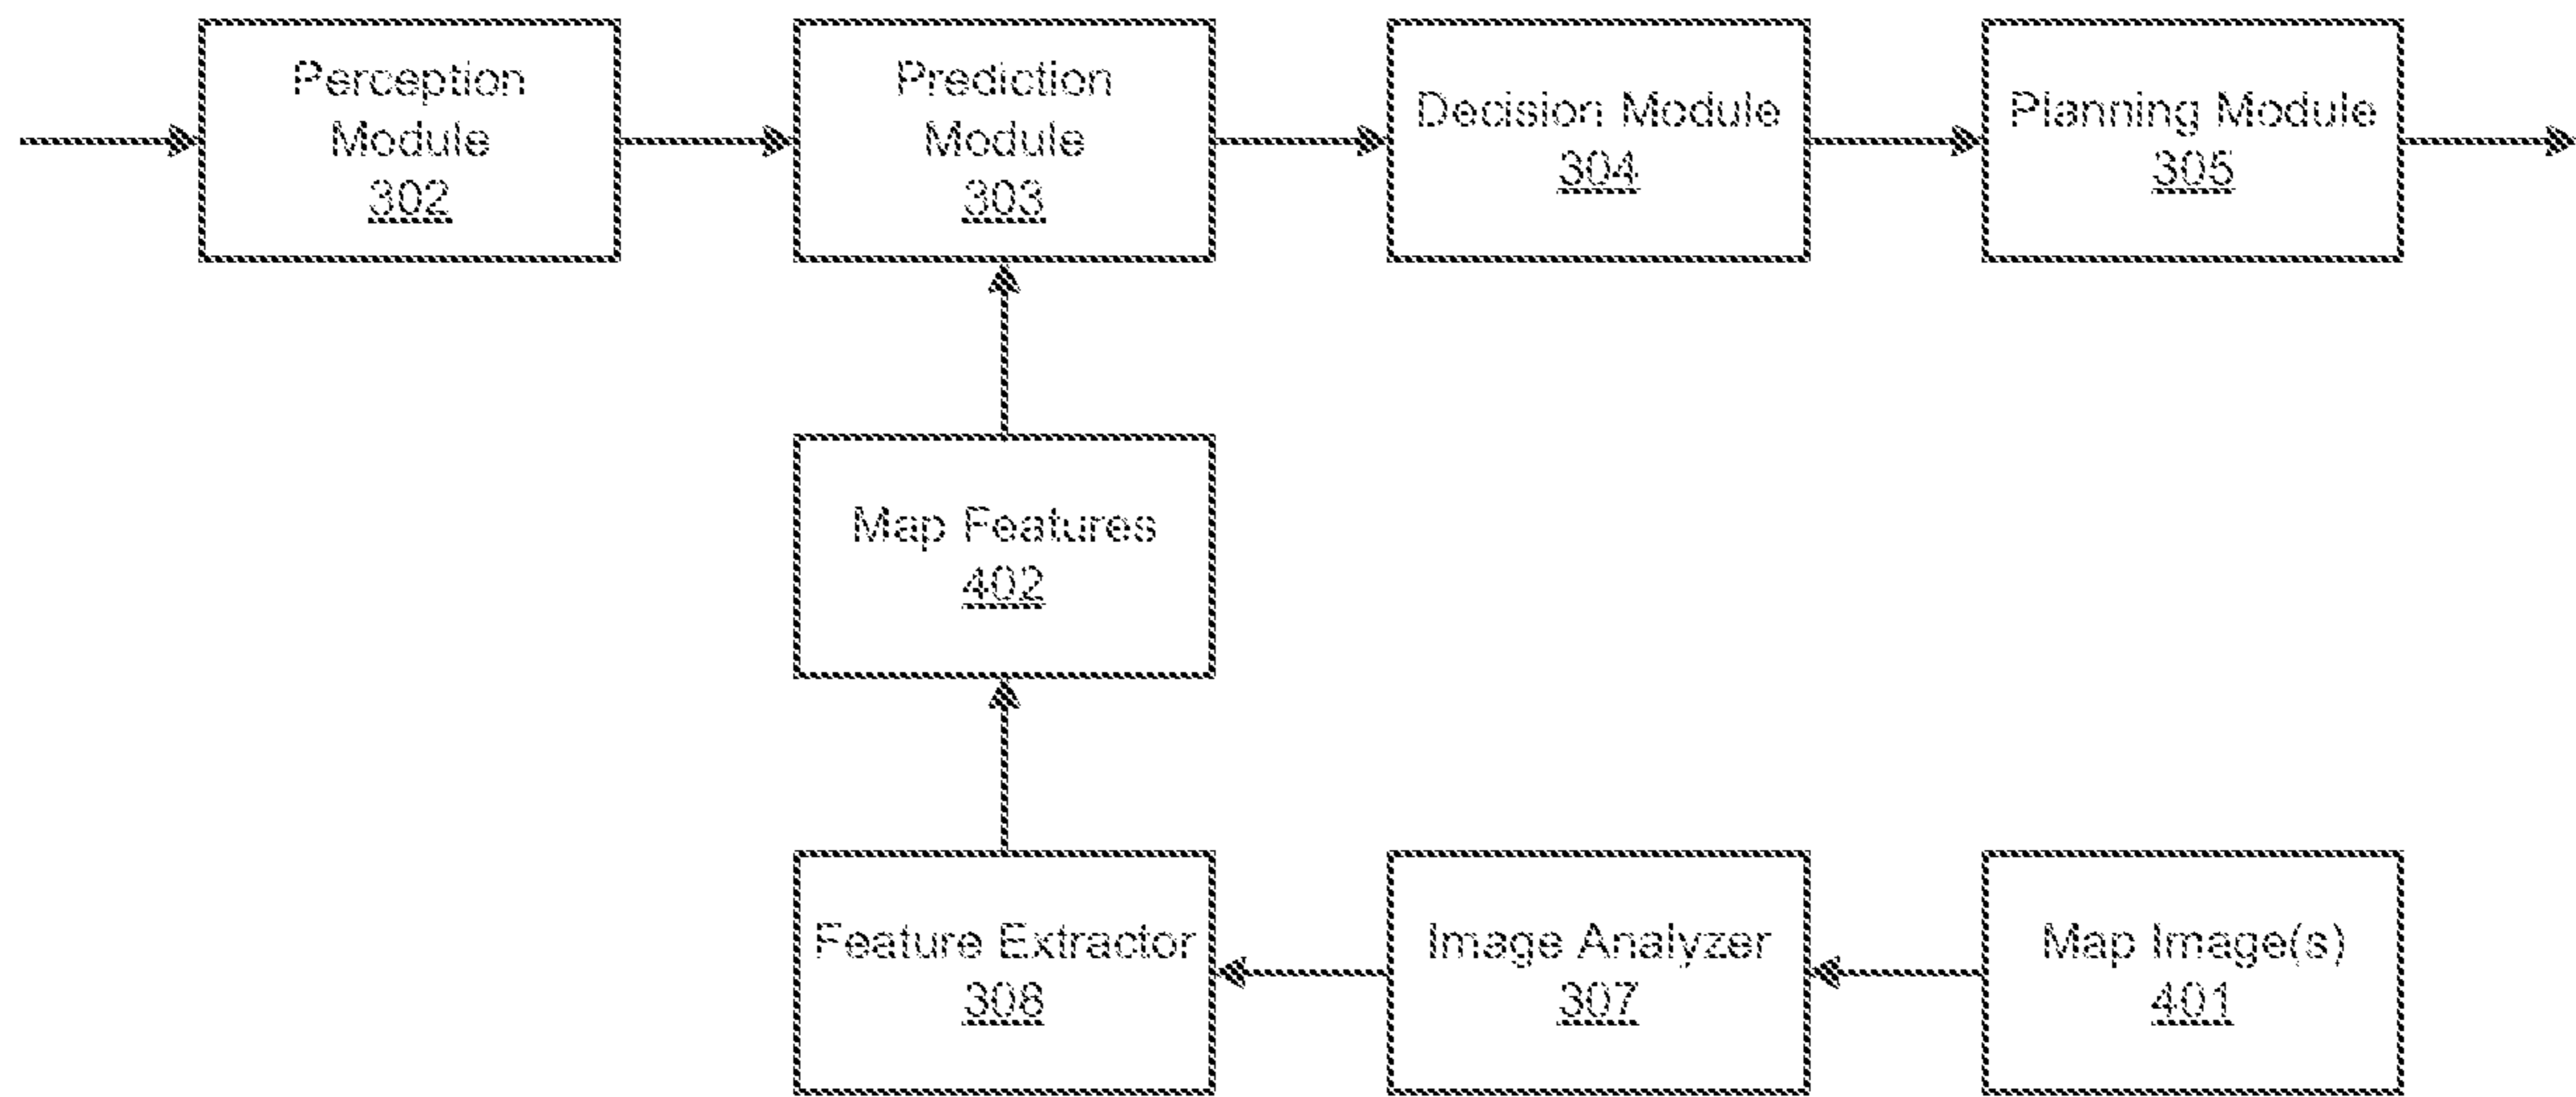 Perception
Module
302
Prediction
Module
303
Decision Module
304
Planning Module
305
Map Features
402
Feature Extractor
308
Image Analyzer
307
Map Image(s)
401